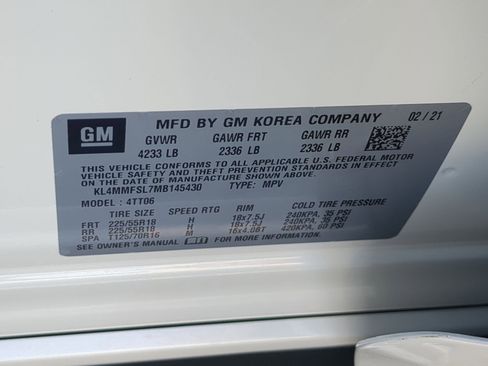 GM
MFD BY GM KOREA COMPANY 02/21
GVWR GAWR FRT GAWR RR
4233 LB 2336 LB 2336 LB
THIS VEHICLE CONFORMS TO ALL APPLICABLE U.S. FEDERAL MOTOR
VEHICLE SAFETY AND THEFT PREVENTION STANDARDS IN EFFECT
ON THE DATE OF MANUFACTURE SHOWN ABOVE.
KL4MMFSL7MB145430 TYPE: MPV
MODEL: 4TT06
TIRE SIZE SPEED RTG RIM COLD TIRE PRESSURE
FRT 225/55R18 H 18x7.5J 240KPA, 35 PSI
RR 225/55R18 H 18x7.5J 240KPA, 35 PSI
SPA T125/70R16 M 16x4.0BT 420KPA, 60 PSI
SEE OWNER'S MANUAL FOR MORE INFORMATION.